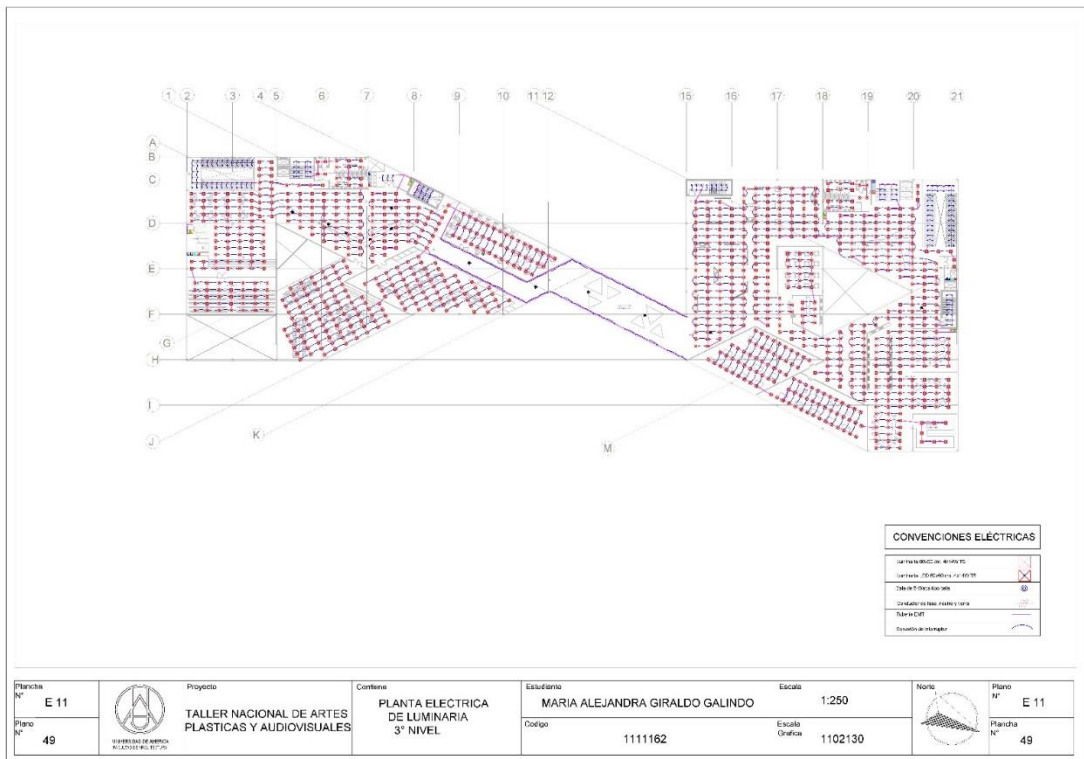 1 2 3 4 5 6 7 8 9 10 11 12 15 16 17 18 19 20 21
A
B
C
D
E
F
G
H
I
J
K
M
CONVENCIONES ELÉCTRICAS
Plancha N° E 11
Plano N° 49
UNIVERSIDAD DE AMERICA
Proyecto
TALLER NACIONAL DE ARTES
PLASTICAS Y AUDIOVISUALES
Contiene
PLANTA ELECTRICA
DE LUMINARIA
3° NIVEL
Estudiante
MARIA ALEJANDRA GIRALDO GALINDO
Codigo
1111162
Escala
1:250
Escala
Grafica 1102130
Norte
Plano N° E 11
Plancha N° 49